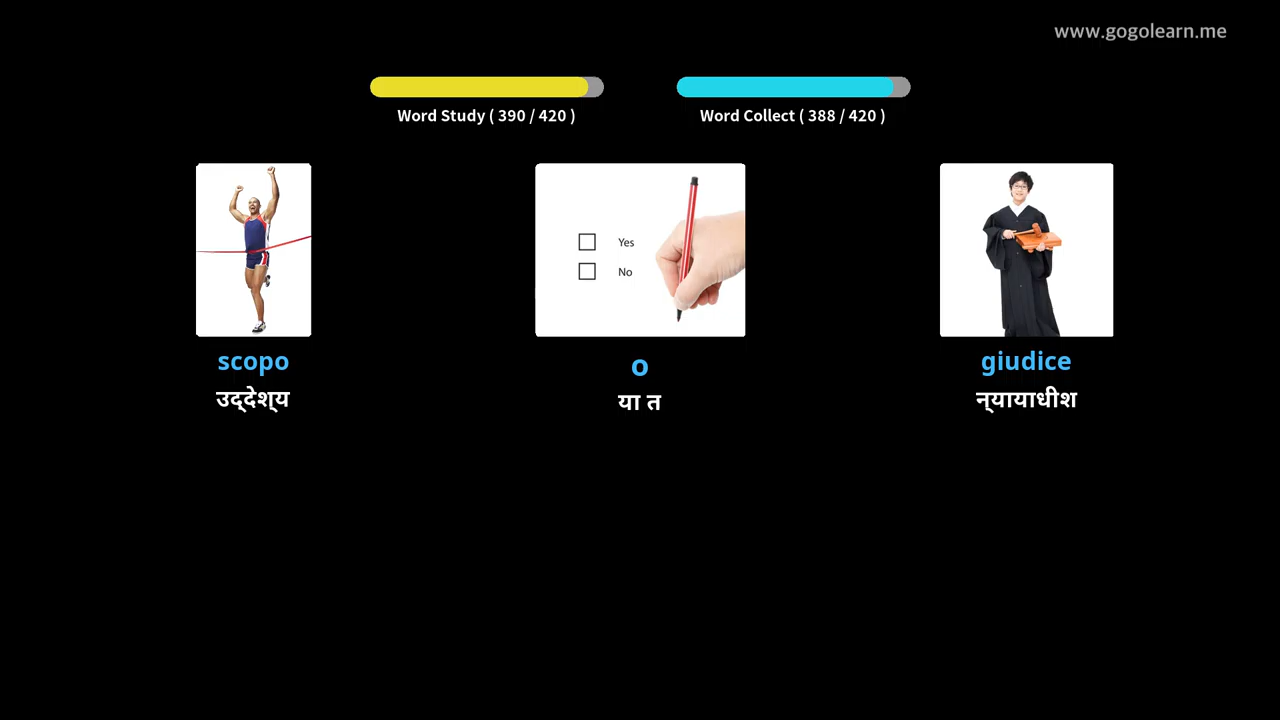 www.gogolearn.me
Word Study ( 390 / 420 )
Word Collect ( 388 / 420 )
Yes
No
scopo
o
giudice
उद्देश्य
या त
न्यायाधीश